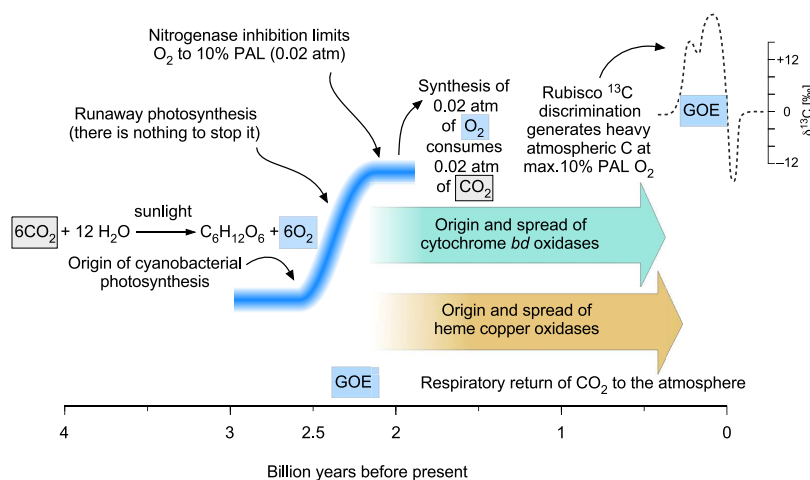 Nitrogenase inhibition limits
O2 to 10% PAL (0.02 atm)
Runaway photosynthesis
(there is nothing to stop it)
Synthesis of
0.02 atm
of O2
consumes
0.02 atm
of CO2
Rubisco 13C
discrimination
generates heavy
atmospheric C at
max.10% PAL O2
GOE
+12
0
−12
δ13C [‰]
sunlight
6CO2 + 12 H2O → C6H12O6 + 6O2
Origin of cyanobacterial
photosynthesis
Origin and spread of
cytochrome bd oxidases
Origin and spread of
heme copper oxidases
GOE
Respiratory return of CO2 to the atmosphere
4 3 2.5 2 1 0
Billion years before present